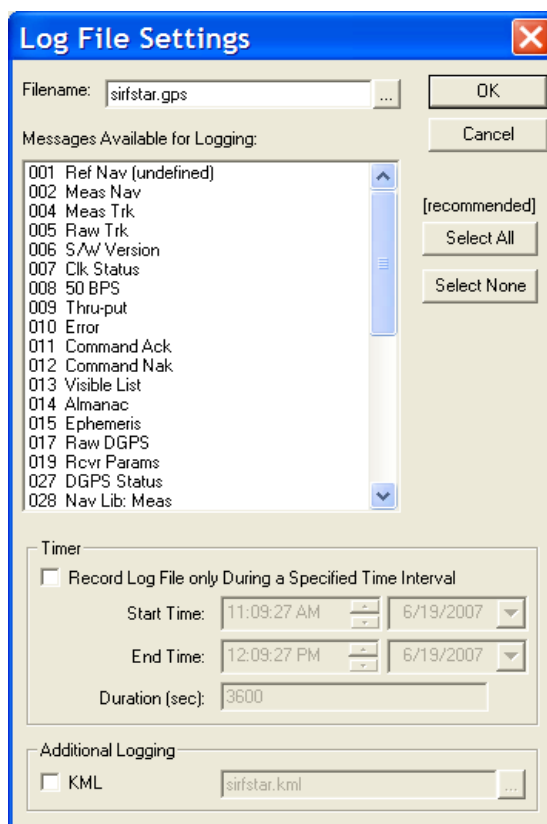 Log File Settings
Filename: sirfstar.gps ... OK
Cancel
Messages Available for Logging:
001 Ref Nav (undefined)
002 Meas Nav
004 Meas Trk
005 Raw Trk
006 S/W Version
007 Clk Status
008 50 BPS
009 Thru-put
010 Error
011 Command Ack
012 Command Nak
013 Visible List
014 Almanac
015 Ephemeris
017 Raw DGPS
019 Rcvr Params
027 DGPS Status
028 Nav Lib: Meas
[recommended]
Select All
Select None
Timer
Record Log File only During a Specified Time Interval
Start Time: 11:09:27 AM 6/19/2007
End Time: 12:09:27 PM 6/19/2007
Duration (sec): 3600
Additional Logging
KML sirfstar.kml ...